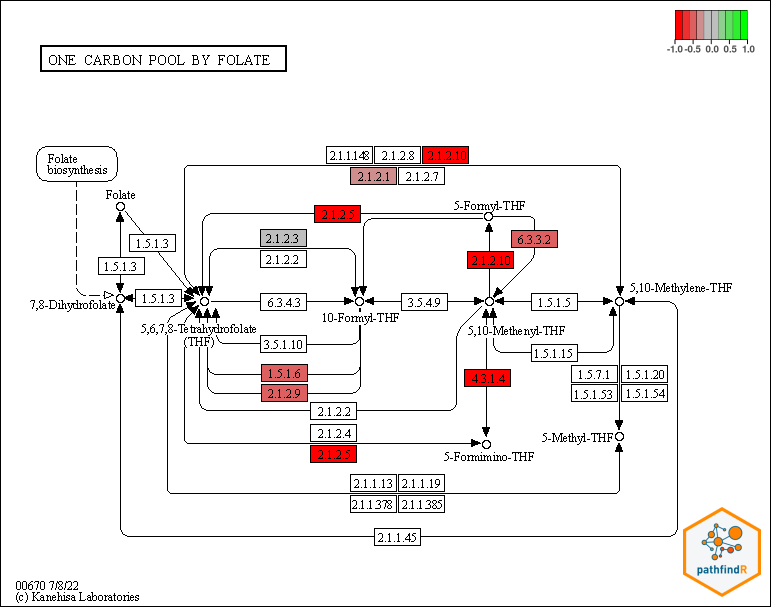 -1.0 -0.5 0.0 0.5 1.0
ONE CARBON POOL BY FOLATE
Folate
biosynthesis
2.1.1.148 2.1.2.8 2.1.2.10
2.1.2.1 2.1.2.7
Folate
5-Formyl-THF
2.1.2.5
1.5.1.3
2.1.2.3
6.3.3.2
2.1.2.2
2.1.2.10
1.5.1.3
5,10-Methylene-THF
1.5.1.3
6.3.4.3
3.5.4.9
1.5.1.5
7,8-Dihydrofolate
5,6,7,8-Tetrahydrofolate
(THF)
10-Formyl-THF
5,10-Methenyl-THF
3.5.1.10
1.5.1.15
1.5.1.6
4.3.1.4
1.5.7.1 1.5.1.20
2.1.2.9
1.5.1.53 1.5.1.54
2.1.2.2
2.1.2.4
5-Methyl-THF
2.1.2.5
5-Formimino-THF
2.1.1.13 2.1.1.19
2.1.1.378 2.1.1.385
2.1.1.45
pathfindR
00670 7/8/22
(c) Kanehisa Laboratories